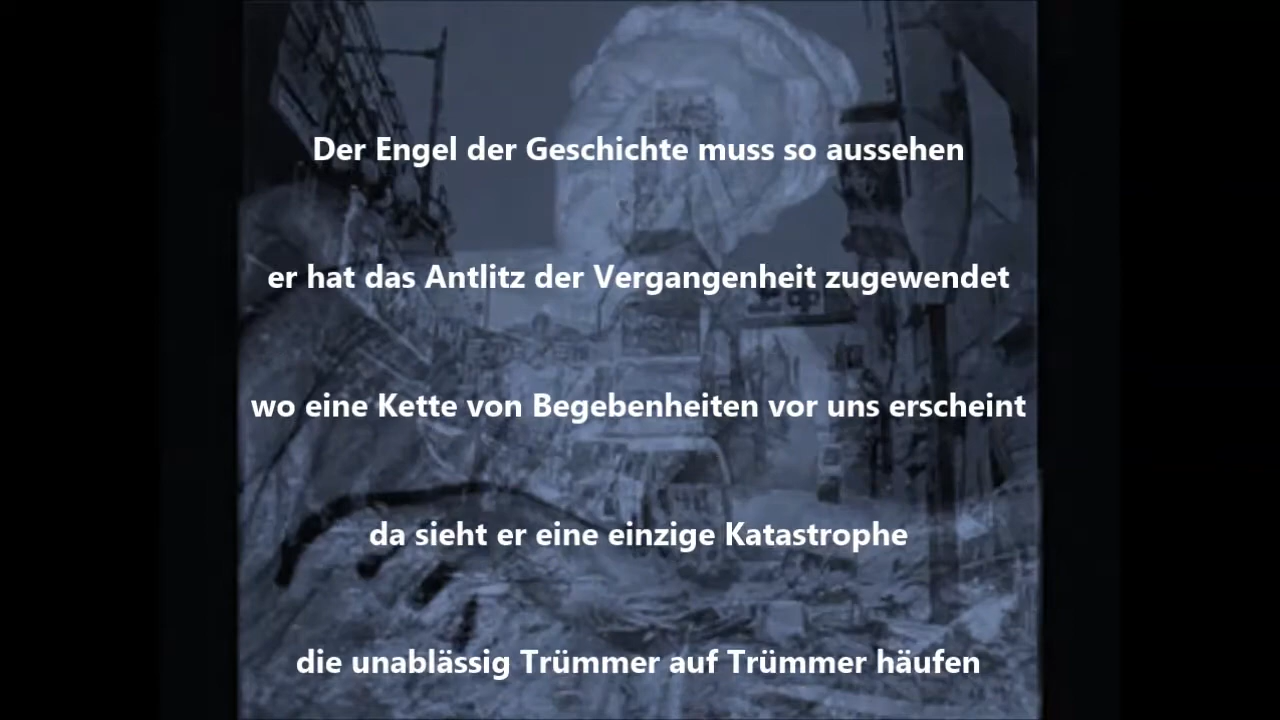 Der Engel der Geschichte muss so aussehen
er hat das Antlitz der Vergangenheit zugewendet
wo eine Kette von Begebenheiten vor uns erscheint
da sieht er eine einzige Katastrophe
die unablässig Trümmer auf Trümmer häufen